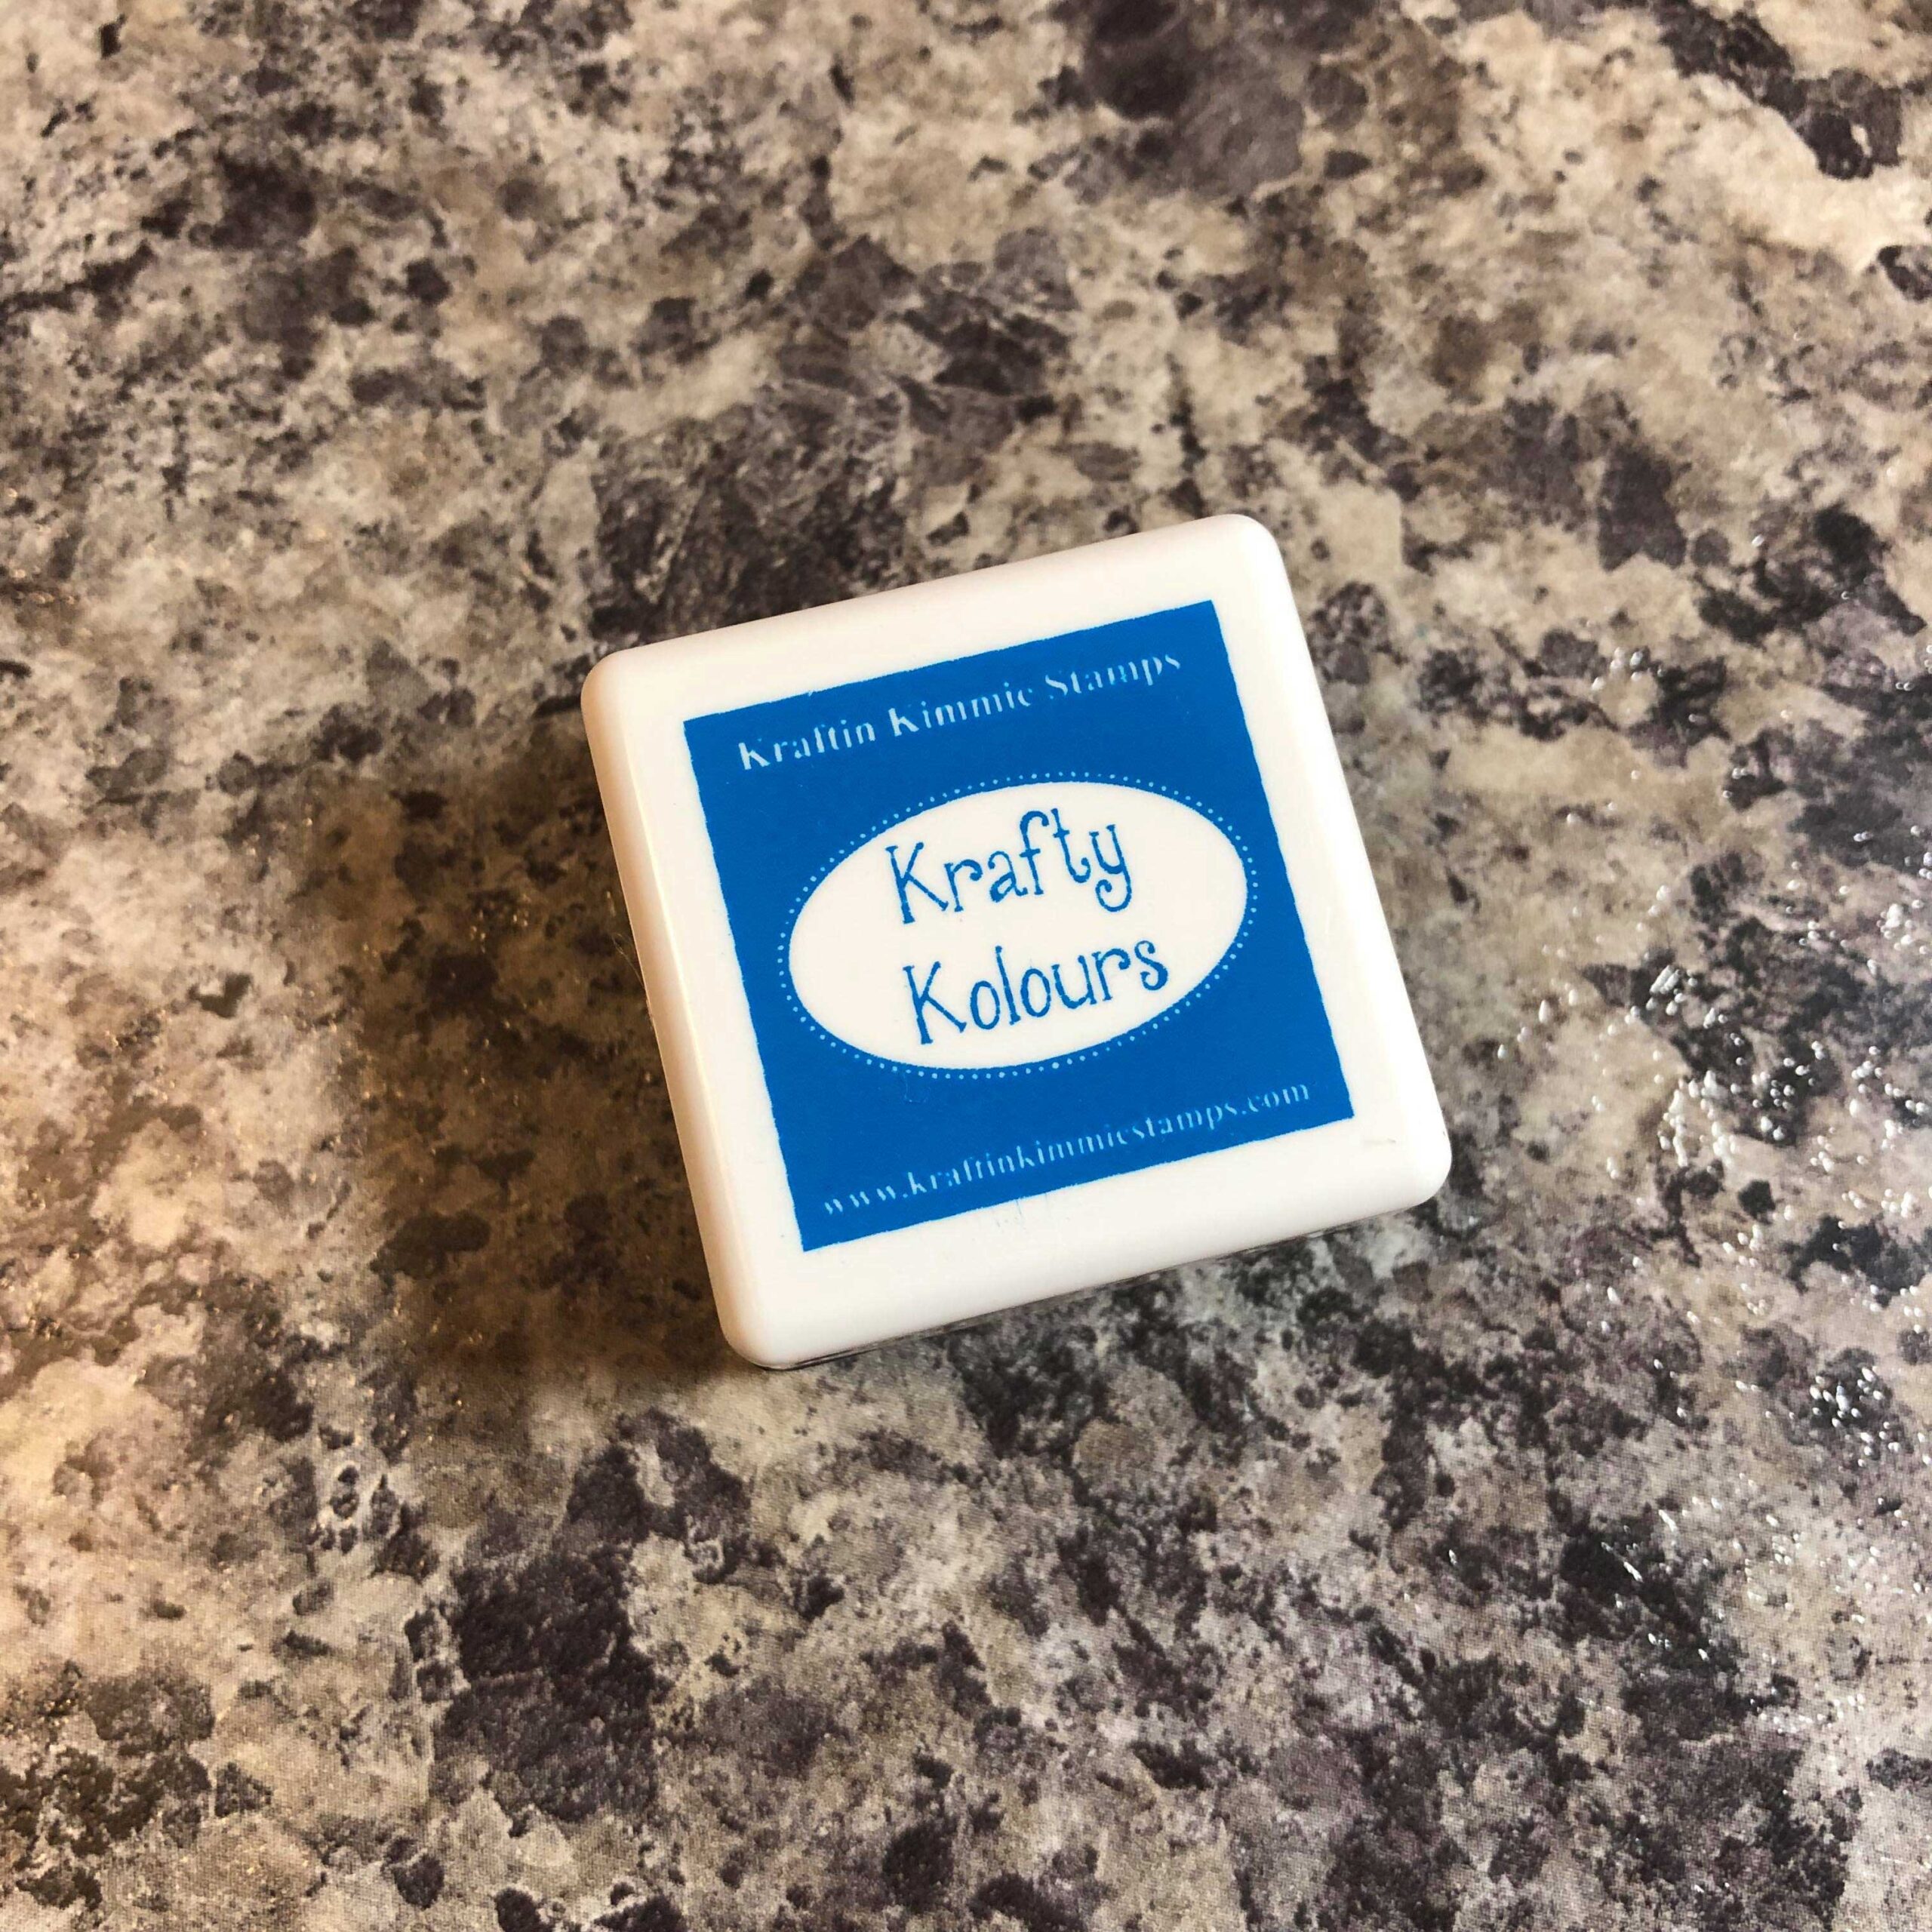 Kraftin Kimmie Stamps
Krafty
Kolours
www.kraftinkimmiestamps.com